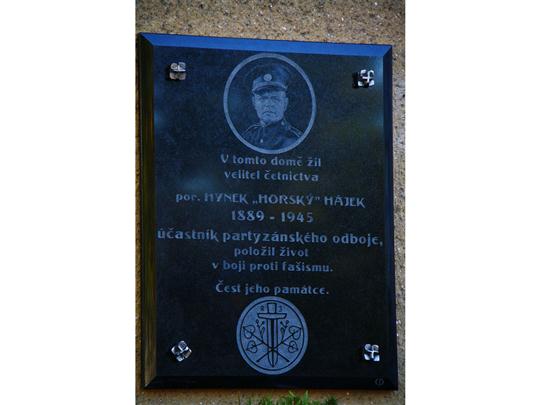 V tomto domě žil
velitel četnictva
por. HYNEK „HORSKÝ" HÁJEK
1889 - 1945
účastník partyzánského odboje,
položil život
v boji proti fašismu.
Čest jeho památce.